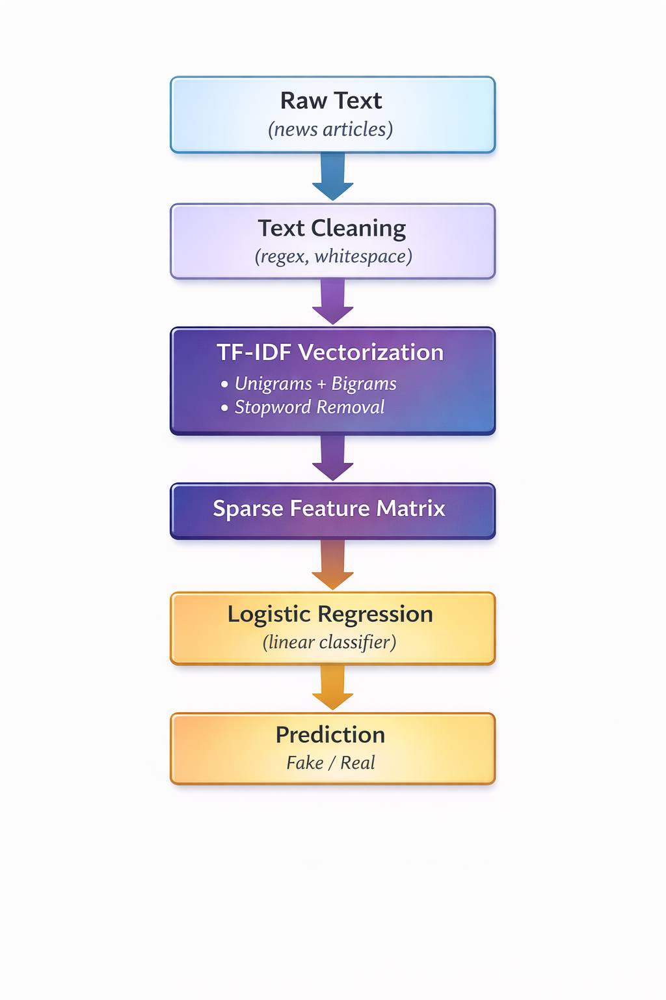 Raw Text
(news articles)
Text Cleaning
(regex, whitespace)
TF-IDF Vectorization
• Unigrams + Bigrams
• Stopword Removal
Sparse Feature Matrix
Logistic Regression
(linear classifier)
Prediction
Fake / Real